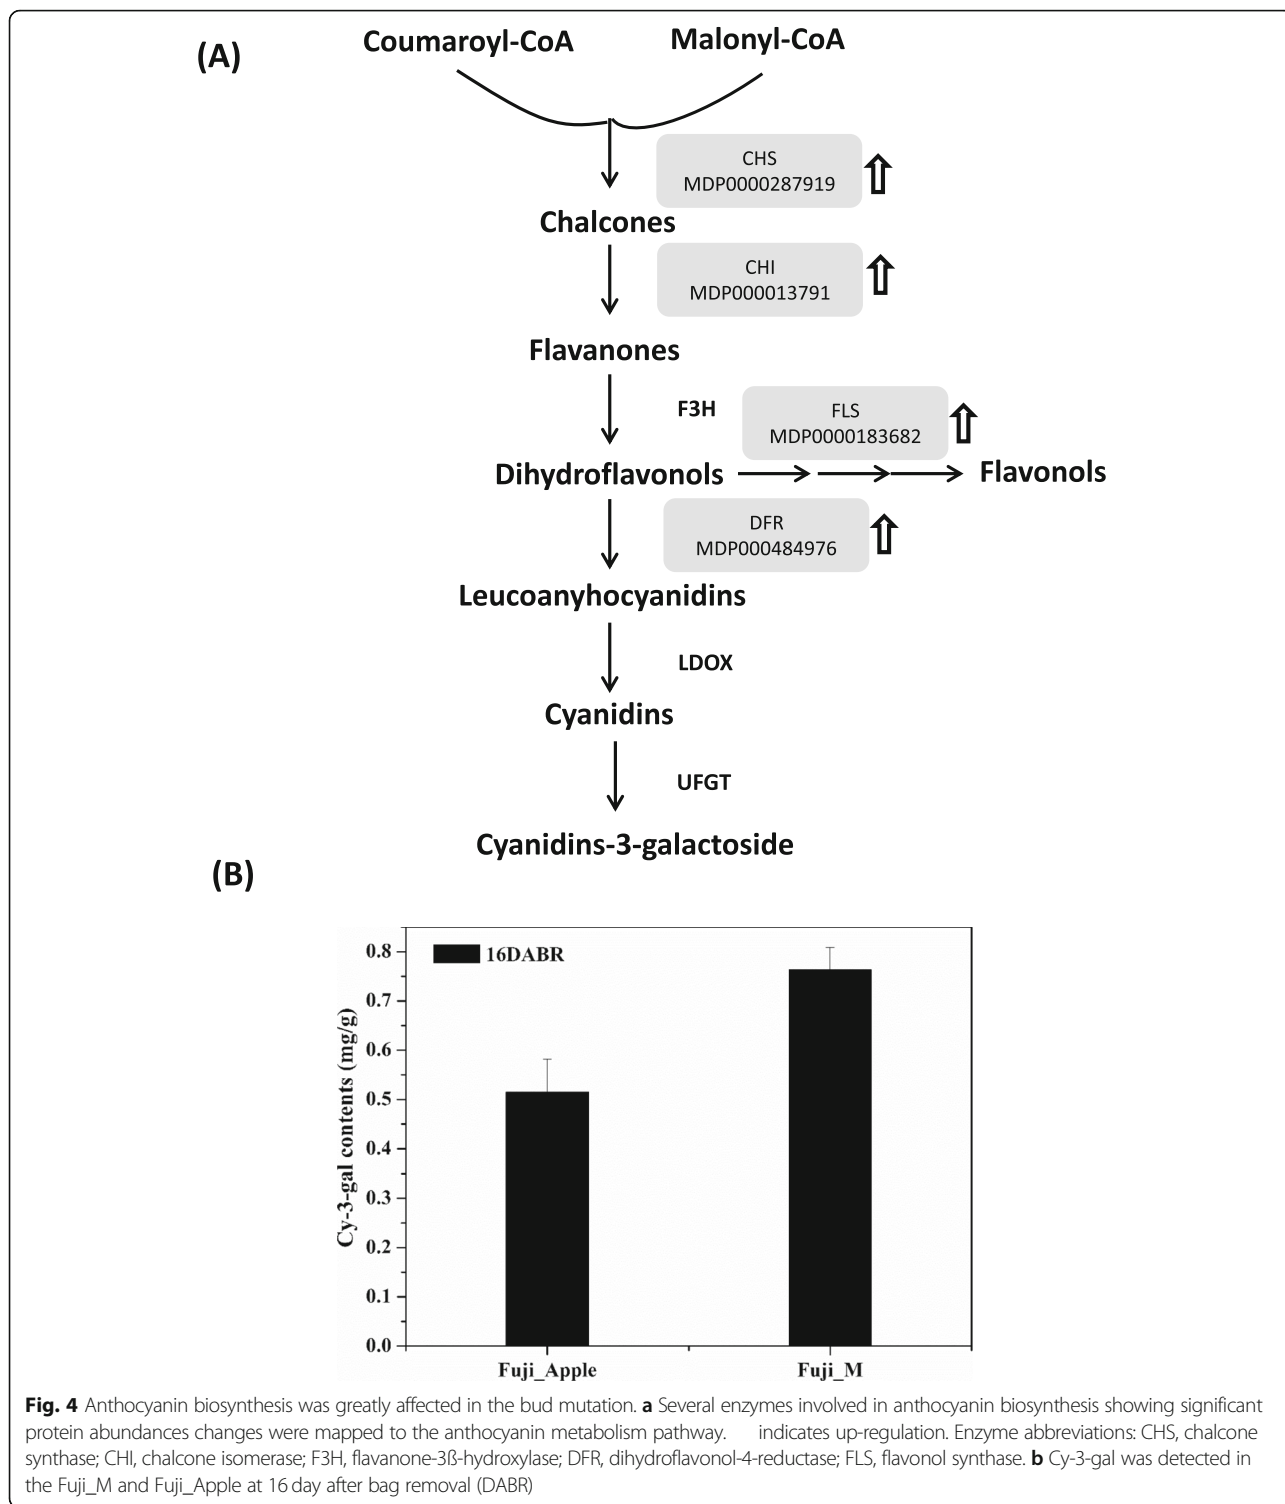 (A)
Coumaroyl-CoA
Malonyl-CoA
CHS
MDP0000287919
Chalcones
CHI
MDP000013791
Flavanones
F3H
FLS
MDP0000183682
Dihydroflavonols
Flavonols
DFR
MDP000484976
Leucoanyhocyanidins
LDOX
Cyanidins
UFGT
Cyanidins-3-galactoside
(B)
16DABR
Cy-3-gal contents (mg/g)
0.8
0.7
0.6
0.5
0.4
0.3
0.2
0.1
0.0
Fuji_Apple
Fuji_M
Fig. 4 Anthocyanin biosynthesis was greatly affected in the bud mutation. a Several enzymes involved in anthocyanin biosynthesis showing significant
protein abundances changes were mapped to the anthocyanin metabolism pathway. indicates up-regulation. Enzyme abbreviations: CHS, chalcone
synthase; CHI, chalcone isomerase; F3H, flavanone-3ß-hydroxylase; DFR, dihydroflavonol-4-reductase; FLS, flavonol synthase. b Cy-3-gal was detected in
the Fuji_M and Fuji_Apple at 16 day after bag removal (DABR)